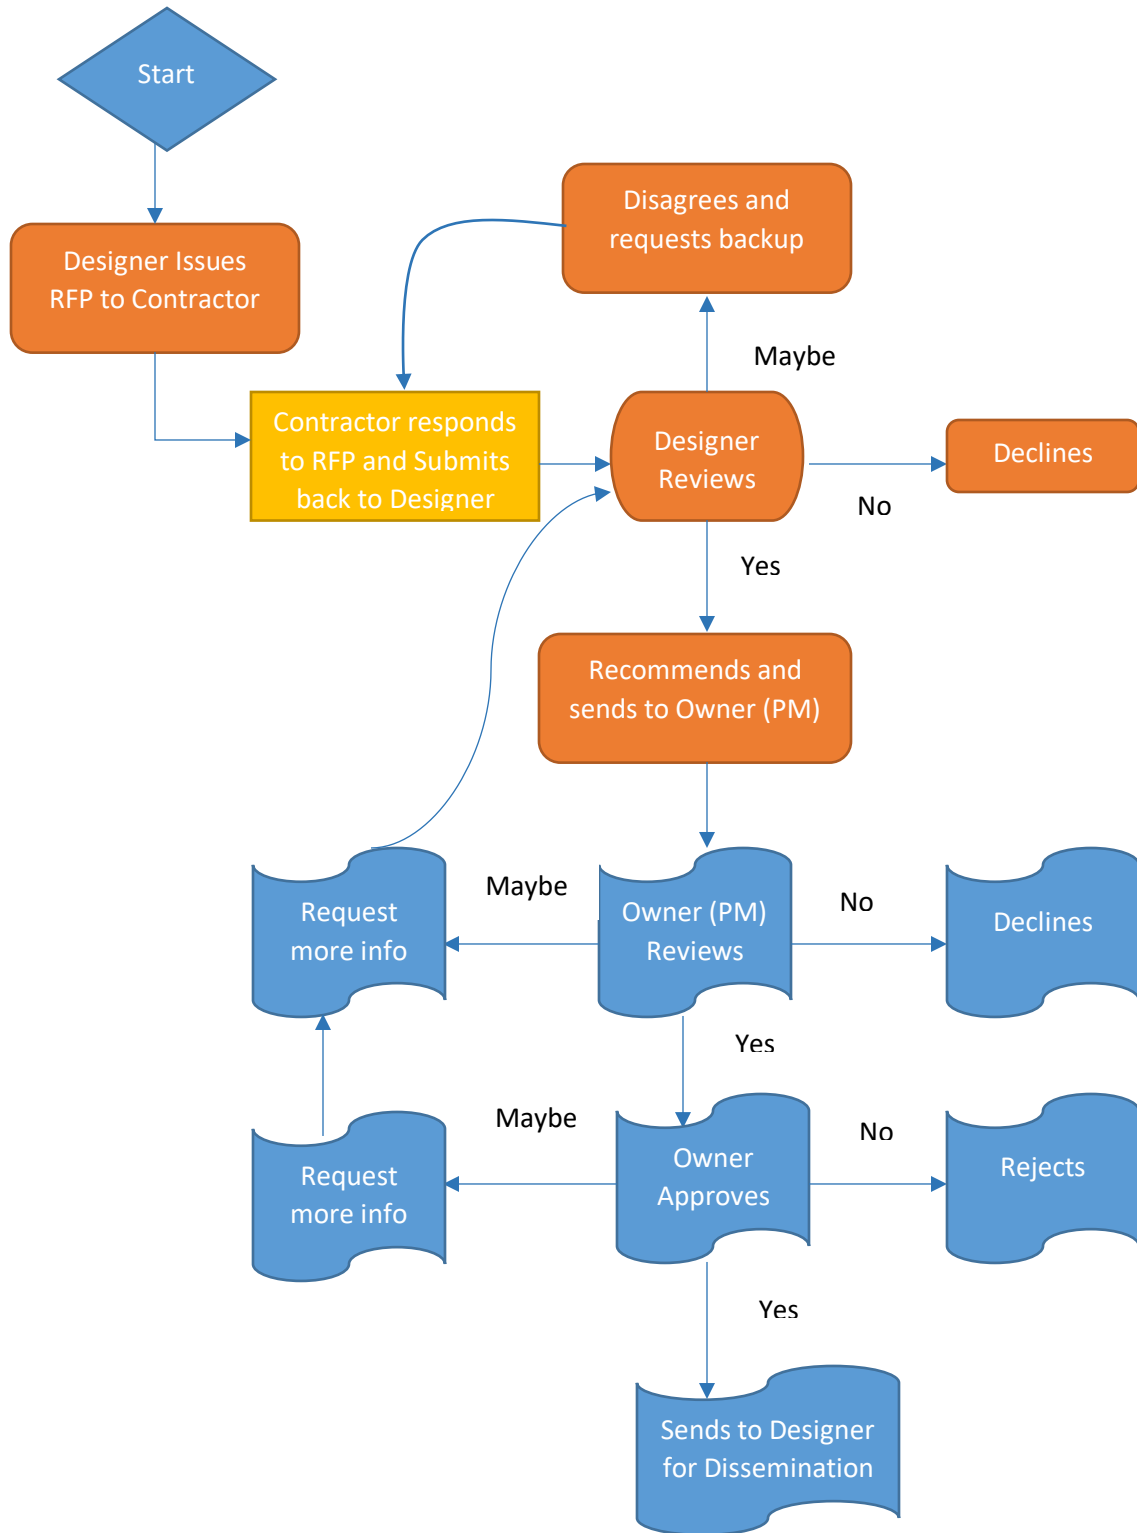 Start
Disagrees and
requests backup
Designer Issues
RFP to Contractor
Maybe
Contractor responds
to RFP and Submits
back to Designer
Designer
Reviews
Declines
No
Yes
Recommends and
sends to Owner (PM)
Request
more info
Maybe
Owner (PM)
Reviews
No
Declines
Yes
Request
more info
Maybe
Owner
Approves
No
Rejects
Yes
Sends to Designer
for Dissemination